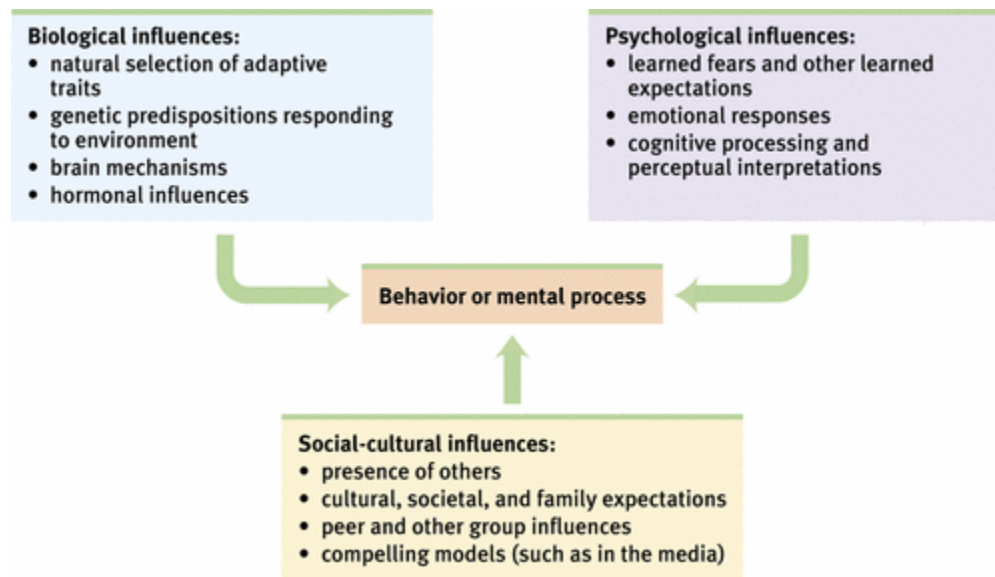 Biological influences:
• natural selection of adaptive
traits
• genetic predispositions responding
to environment
• brain mechanisms
• hormonal influences
Psychological influences:
• learned fears and other learned
expectations
• emotional responses
• cognitive processing and
perceptual interpretations
Behavior or mental process
Social-cultural influences:
• presence of others
• cultural, societal, and family expectations
• peer and other group influences
• compelling models (such as in the media)